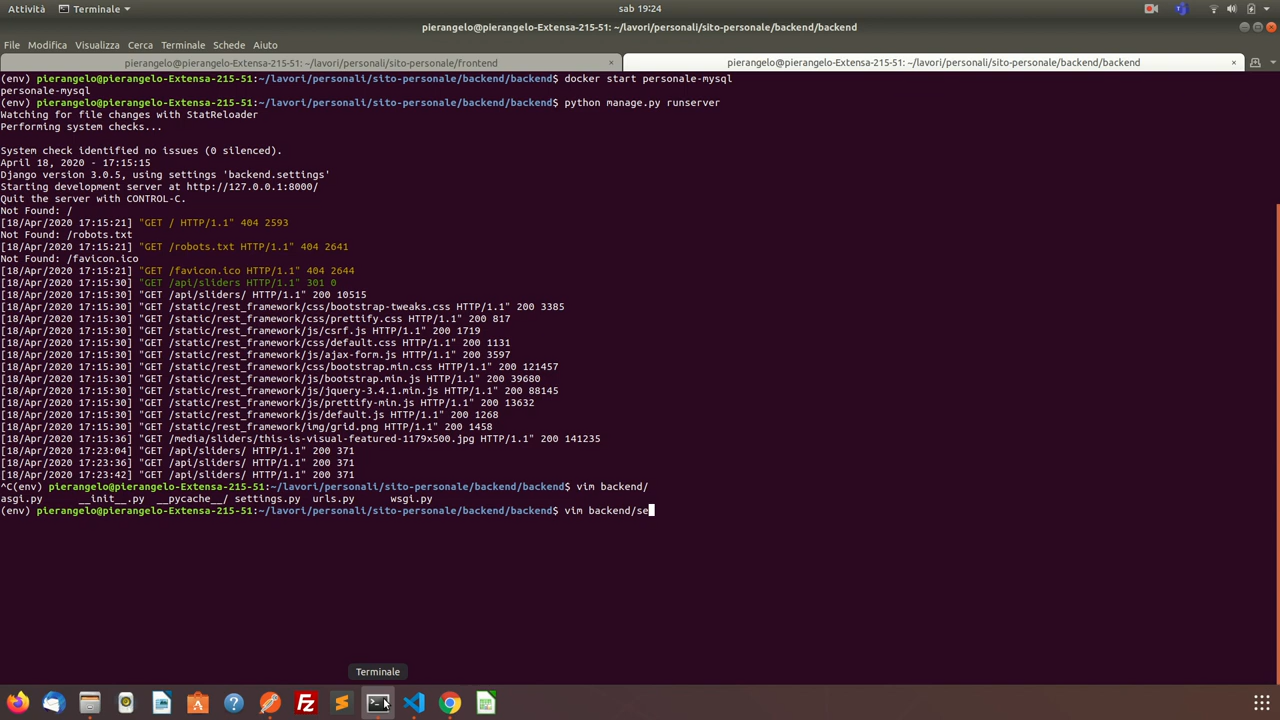 Attività
Terminale
sab 19:24
pierangelo@pierangelo-Extensa-215-51: ~/lavori/personali/sito-personale/backend/backend
File Modifica Visualizza Cerca Terminale Schede Aiuto
pierangelo@pierangelo-Extensa-215-51: ~/lavori/personali/sito-personale/frontend
pierangelo@pierangelo-Extensa-215-51: ~/lavori/personali/sito-personale/backend/backend
(env) pierangelo@pierangelo-Extensa-215-51:~/lavori/personali/sito-personale/backend/backend$ docker start personale-mysql
personale-mysql
(env) pierangelo@pierangelo-Extensa-215-51:~/lavori/personali/sito-personale/backend/backend$ python manage.py runserver
Watching for file changes with StatReloader
Performing system checks...
System check identified no issues (0 silenced).
April 18, 2020 - 17:15:15
Django version 3.0.5, using settings 'backend.settings'
Starting development server at http://127.0.0.1:8000/
Quit the server with CONTROL-C.
Not Found: /
[18/Apr/2020 17:15:21] "GET / HTTP/1.1" 404 2593
Not Found: /robots.txt
[18/Apr/2020 17:15:21] "GET /robots.txt HTTP/1.1" 404 2641
Not Found: /favicon.ico
[18/Apr/2020 17:15:21] "GET /favicon.ico HTTP/1.1" 404 2644
[18/Apr/2020 17:15:30] "GET /api/sliders HTTP/1.1" 301 0
[18/Apr/2020 17:15:30] "GET /api/sliders/ HTTP/1.1" 200 10515
[18/Apr/2020 17:15:30] "GET /static/rest_framework/css/bootstrap-tweaks.css HTTP/1.1" 200 3385
[18/Apr/2020 17:15:30] "GET /static/rest_framework/css/prettify.css HTTP/1.1" 200 817
[18/Apr/2020 17:15:30] "GET /static/rest_framework/js/csrf.js HTTP/1.1" 200 1719
[18/Apr/2020 17:15:30] "GET /static/rest_framework/css/default.css HTTP/1.1" 200 1131
[18/Apr/2020 17:15:30] "GET /static/rest_framework/js/ajax-form.js HTTP/1.1" 200 3597
[18/Apr/2020 17:15:30] "GET /static/rest_framework/css/bootstrap.min.css HTTP/1.1" 200 121457
[18/Apr/2020 17:15:30] "GET /static/rest_framework/js/bootstrap.min.js HTTP/1.1" 200 39680
[18/Apr/2020 17:15:30] "GET /static/rest_framework/js/jquery-3.4.1.min.js HTTP/1.1" 200 88145
[18/Apr/2020 17:15:30] "GET /static/rest_framework/js/prettify-min.js HTTP/1.1" 200 13632
[18/Apr/2020 17:15:30] "GET /static/rest_framework/js/default.js HTTP/1.1" 200 1268
[18/Apr/2020 17:15:30] "GET /static/rest_framework/img/grid.png HTTP/1.1" 200 1458
[18/Apr/2020 17:15:36] "GET /media/sliders/this-is-visual-featured-1179x500.jpg HTTP/1.1" 200 141235
[18/Apr/2020 17:23:04] "GET /api/sliders/ HTTP/1.1" 200 371
[18/Apr/2020 17:23:36] "GET /api/sliders/ HTTP/1.1" 200 371
[18/Apr/2020 17:23:42] "GET /api/sliders/ HTTP/1.1" 200 371
^C(env) pierangelo@pierangelo-Extensa-215-51:~/lavori/personali/sito-personale/backend/backend$ vim backend/
asgi.py __init__.py __pycache__/ settings.py urls.py wsgi.py
(env) pierangelo@pierangelo-Extensa-215-51:~/lavori/personali/sito-personale/backend/backend$ vim backend/se
Terminale